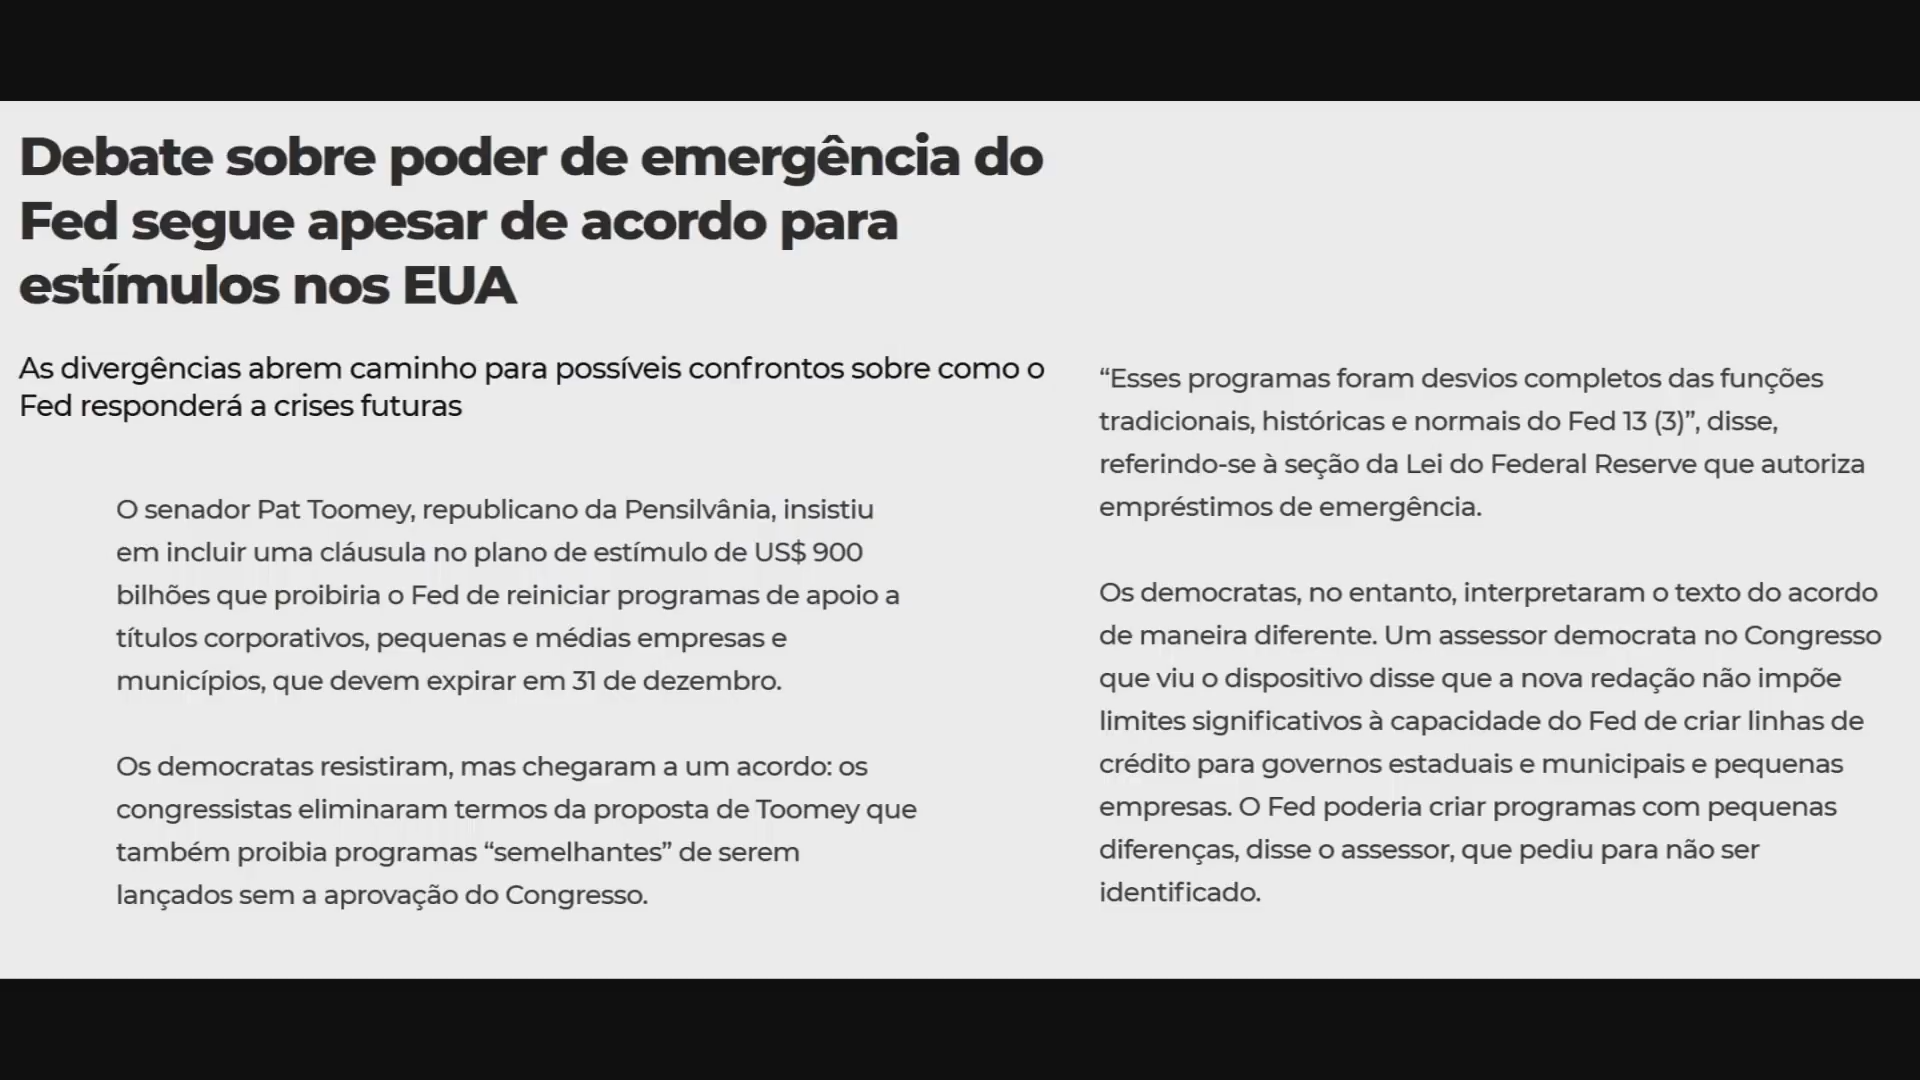 Debate sobre poder de emergência do
Fed segue apesar de acordo para
estímulos nos EUA
As divergências abrem caminho para possíveis confrontos sobre como o
Fed responderá a crises futuras
O senador Pat Toomey, republicano da Pensilvânia, insistiu
em incluir uma cláusula no plano de estímulo de US$ 900
bilhões que proibiria o Fed de reiniciar programas de apoio a
títulos corporativos, pequenas e médias empresas e
municípios, que devem expirar em 31 de dezembro.
Os democratas resistiram, mas chegaram a um acordo: os
congressistas eliminaram termos da proposta de Toomey que
também proibia programas “semelhantes” de serem
lançados sem a aprovação do Congresso.
“Esses programas foram desvios completos das funções
tradicionais, históricas e normais do Fed 13 (3)”, disse,
referindo-se à seção da Lei do Federal Reserve que autoriza
empréstimos de emergência.
Os democratas, no entanto, interpretaram o texto do acordo
de maneira diferente. Um assessor democrata no Congresso
que viu o dispositivo disse que a nova redação não impõe
limites significativos à capacidade do Fed de criar linhas de
crédito para governos estaduais e municipais e pequenas
empresas. O Fed poderia criar programas com pequenas
diferenças, disse o assessor, que pediu para não ser
identificado.